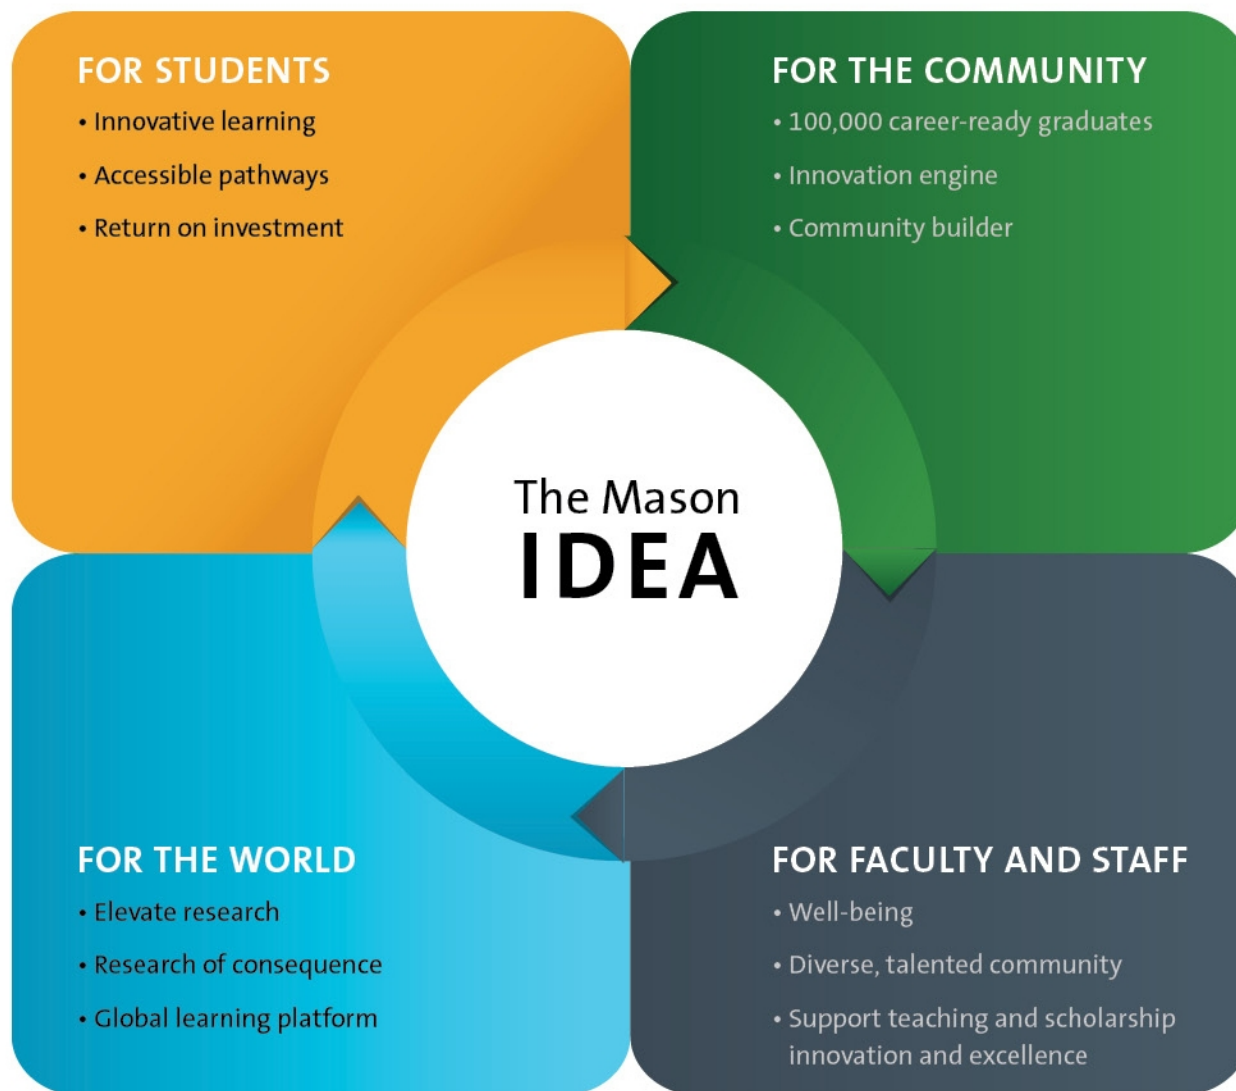 FOR STUDENTS
• Innovative learning
• Accessible pathways
• Return on investment
FOR THE COMMUNITY
• 100,000 career-ready graduates
• Innovation engine
• Community builder
The Mason
IDEA
FOR THE WORLD
• Elevate research
• Research of consequence
• Global learning platform
FOR FACULTY AND STAFF
• Well-being
• Diverse, talented community
• Support teaching and scholarship
innovation and excellence